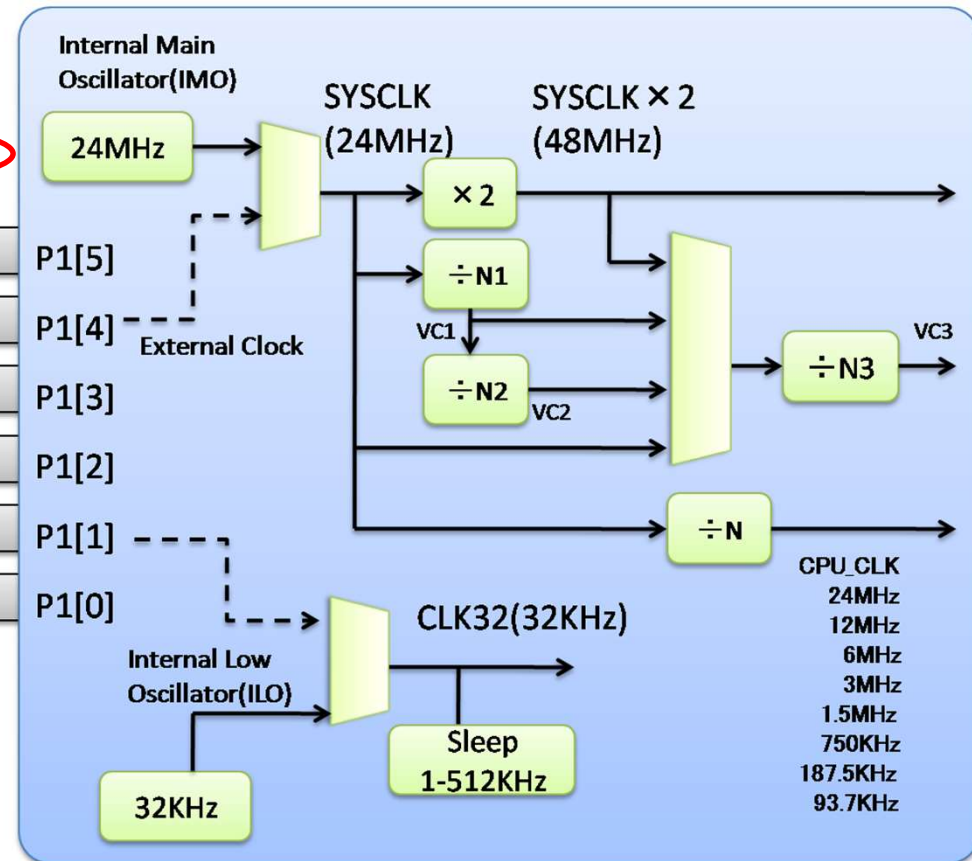 Internal Main
Oscillator(IMO)
24MHz
SYSCLK
(24MHz)
SYSCLK × 2
(48MHz)
× 2
P1[5]
÷N1
P1[4]
External Clock
VC1
÷N2
VC2
÷N3
VC3
P1[3]
P1[2]
P1[1]
÷N
P1[0]
CPU_CLK
24MHz
12MHz
6MHz
3MHz
1.5MHz
750KHz
187.5KHz
93.7KHz
CLK32(32KHz)
Internal Low
Oscillator(ILO)
Sleep
1-512KHz
32KHz